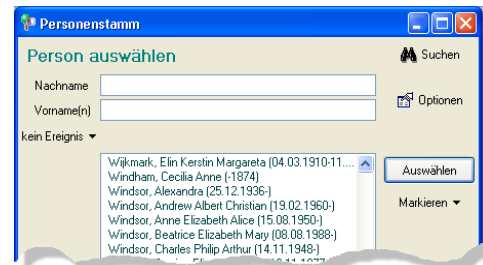 Personenstamm
Person auswählen
Suchen
Nachname
Vorname(n)
Optionen
kein Ereignis
Wijkmark, Elin Kerstin Margareta (04.03.1910-11....
Windham, Cecilia Anne (-1874)
Windsor, Alexandra (25.12.1936-)
Windsor, Andrew Albert Christian (19.02.1960-)
Windsor, Anne Elizabeth Alice (15.08.1950-)
Windsor, Beatrice Elizabeth Mary (08.08.1988-)
Windsor, Charles Philip Arthur (14.11.1948-)
Auswählen
Markieren